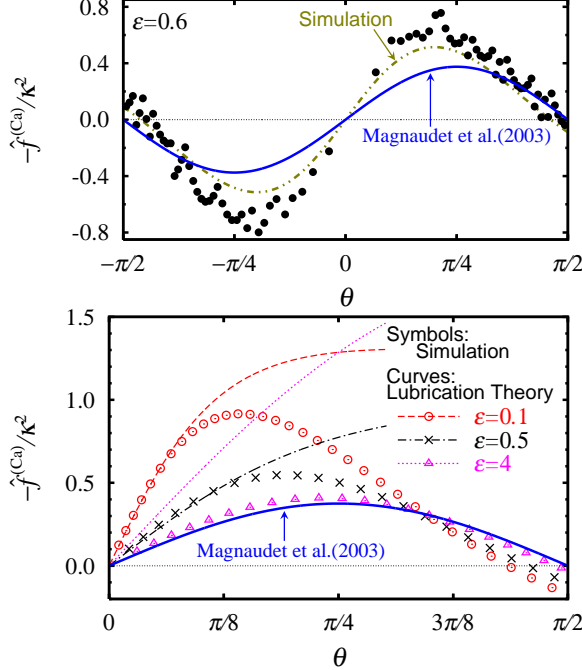 0.8
0.4
0.0
-0.4
-0.8
−f̂⁽ᶜᵃ⁾/κ²
ε=0.6
Simulation
Magnaudet et al.(2003)
−π/2
−π/4
0
π/4
π/2
θ
1.5
1.0
0.5
0.0
−f̂⁽ᶜᵃ⁾/κ²
Symbols:
Simulation
Curves:
Lubrication Theory
ε=0.1
ε=0.5
ε=4
Magnaudet et al.(2003)
0
π/8
π/4
3π/8
π/2
θ